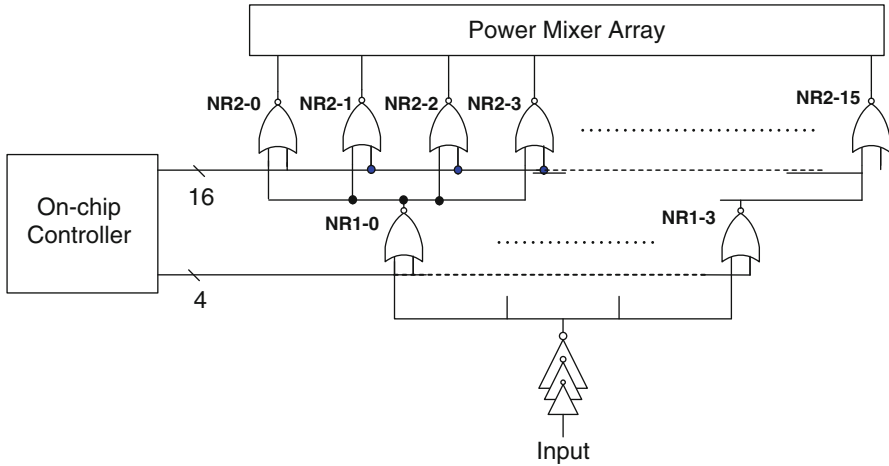 Power Mixer Array
NR2-0
NR2-1
NR2-2
NR2-3
NR2-15
16
On-chip
Controller
NR1-0
NR1-3
4
Input